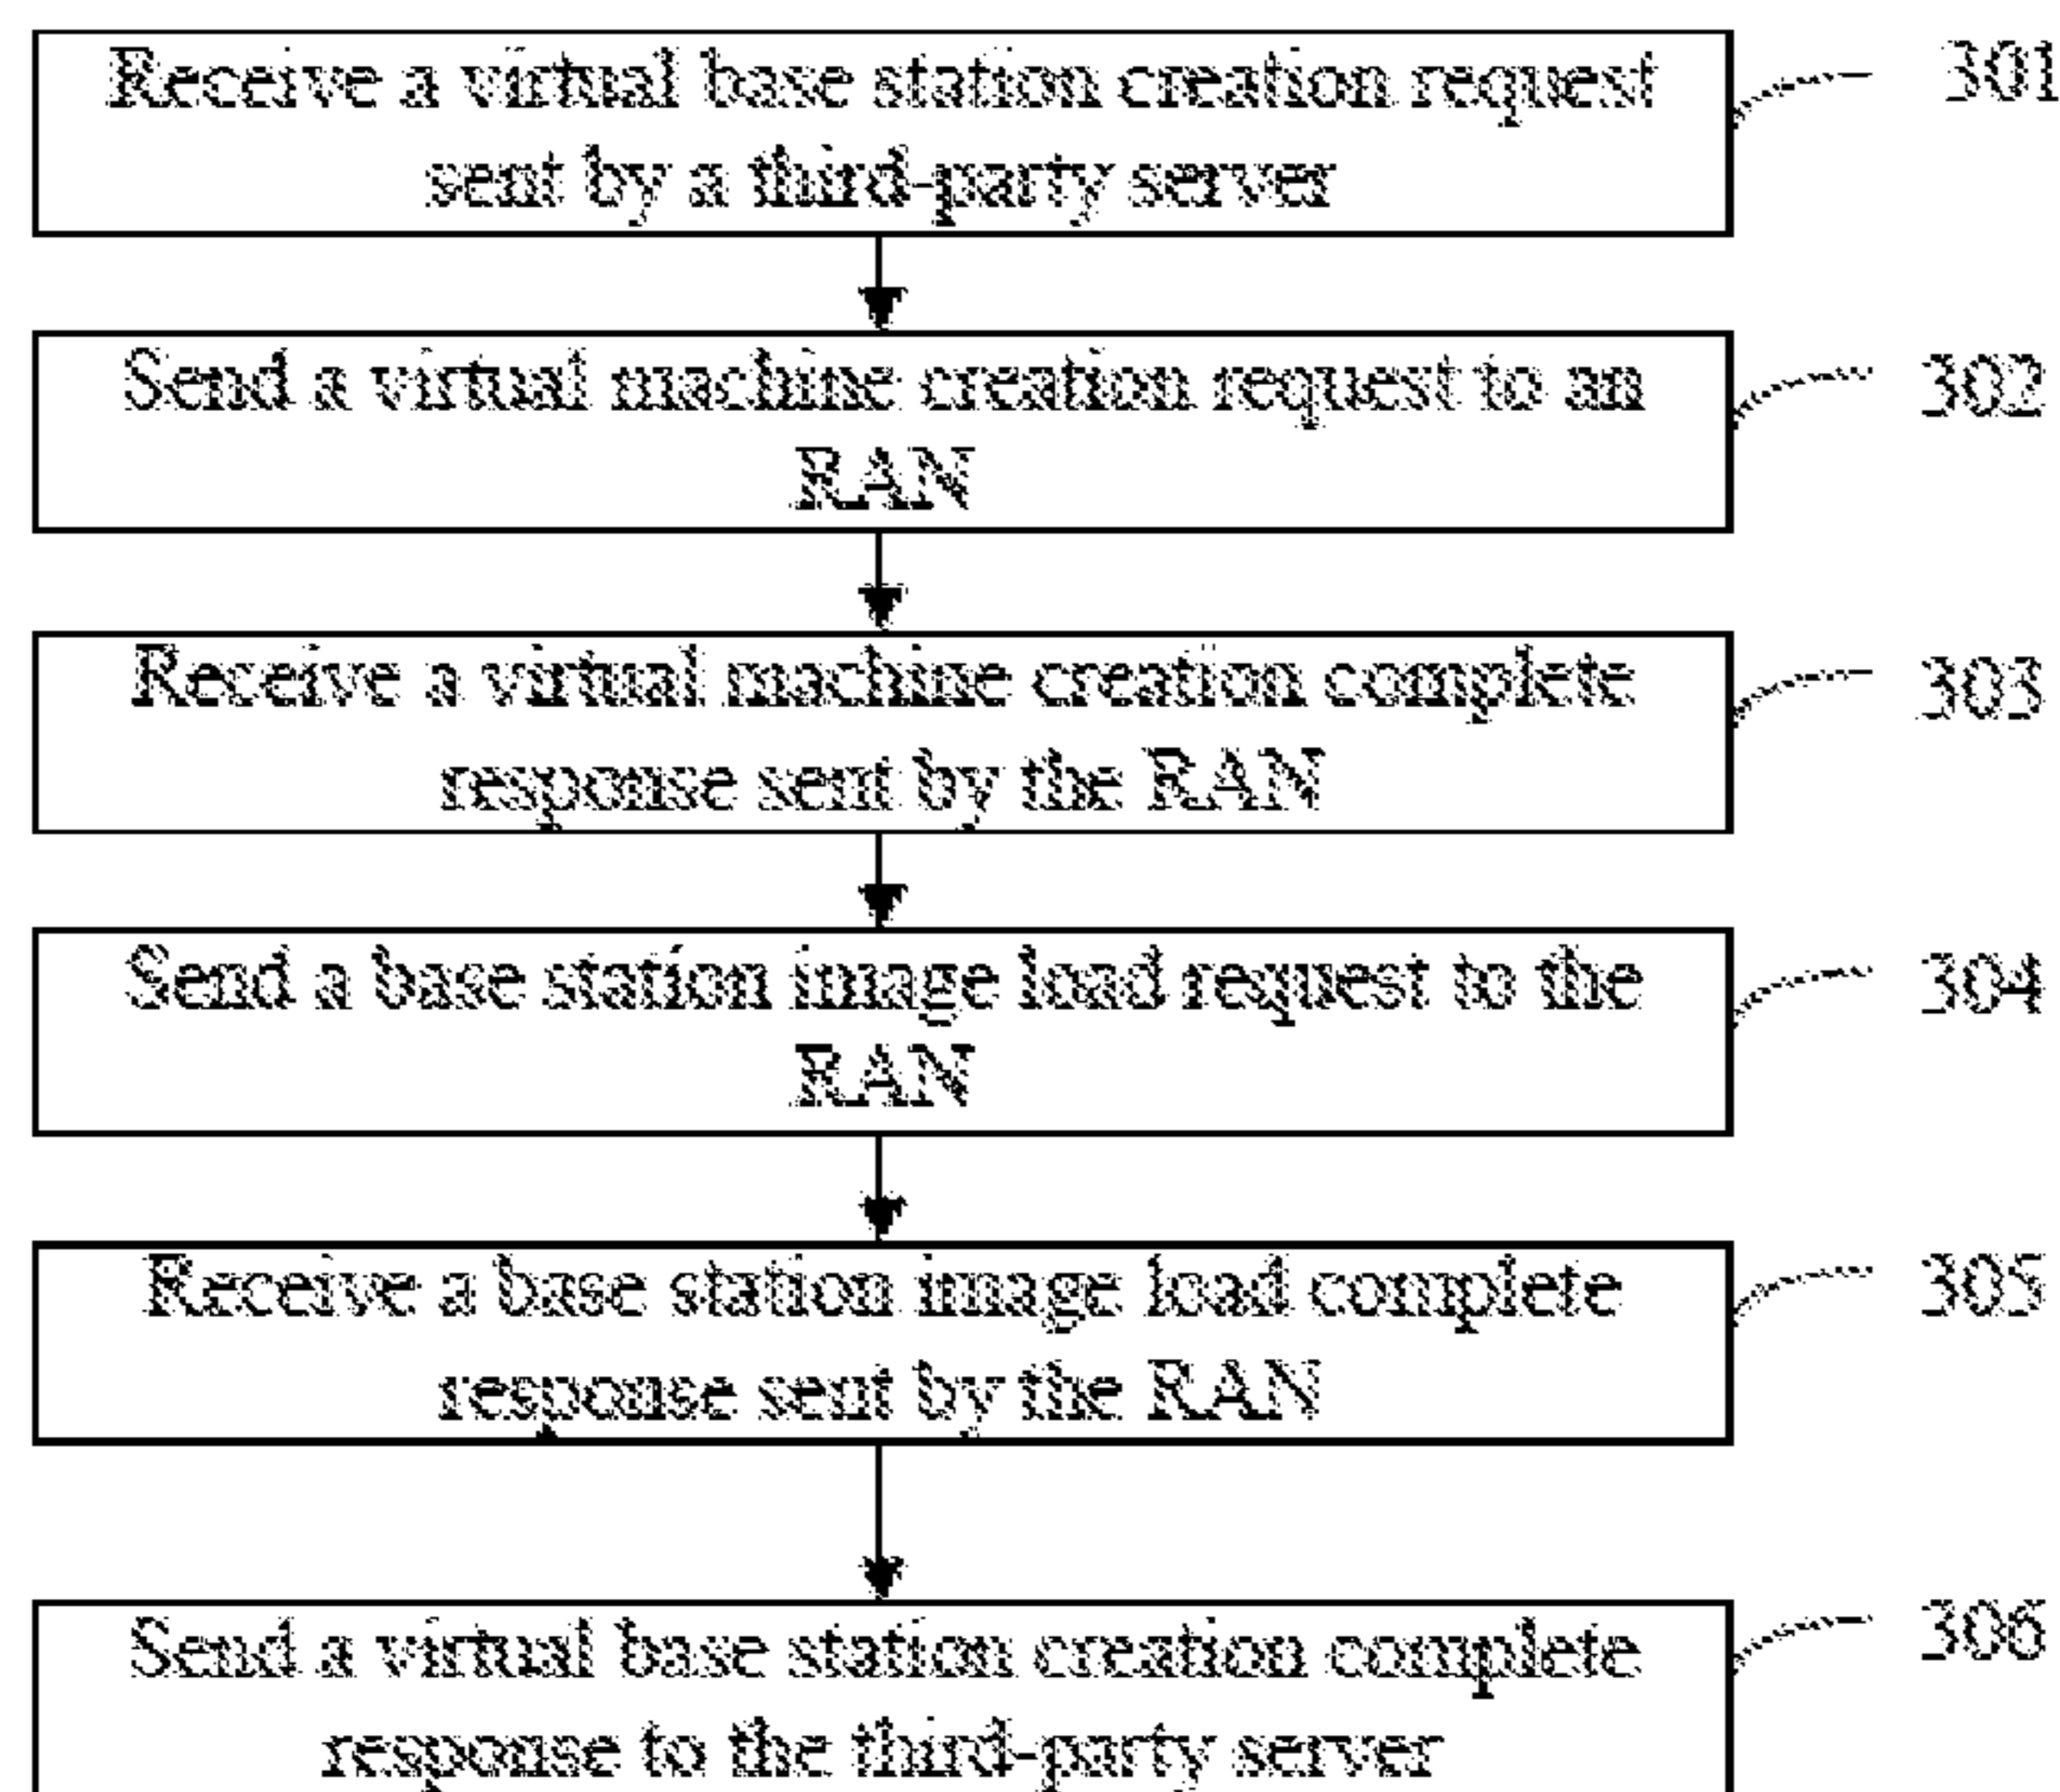 Receive a virtual base station creation request
sent by a third-party server
301
Send a virtual machine creation request to an
RAN
302
Receive a virtual machine creation complete
response sent by the RAN
303
Send a base station image load request to the
RAN
304
Receive a base station image load complete
response sent by the RAN
305
Send a virtual base station creation complete
response to the third-party server
306